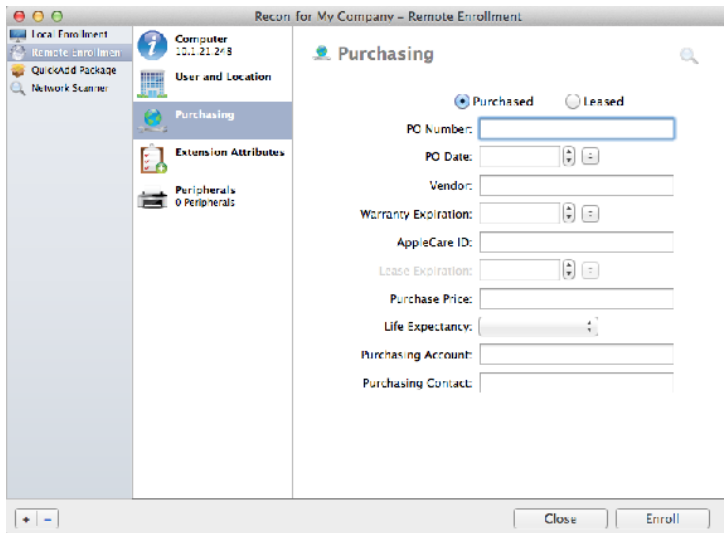 Recon for My Company – Remote Enrollment
Local Enrollment
Remote Enrollmen
QuickAdd Package
Network Scanner
Computer
10.1.21.248
User and Location
Purchasing
Extension Attributes
Peripherals
0 Peripherals
Purchasing
Purchased
Leased
PO Number:
PO Date:
Vendor:
Warranty Expiration:
AppleCare ID:
Lease Expiration:
Purchase Price:
Life Expectancy:
Purchasing Account:
Purchasing Contact:
Close
Enroll